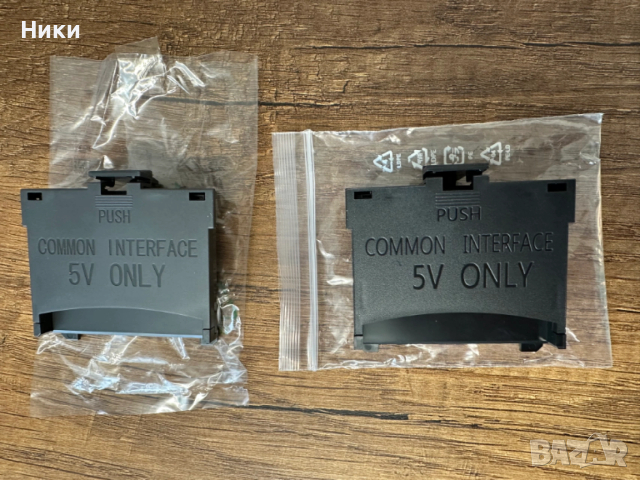 Ники
PUSH
COMMON INTERFACE
5V ONLY
PUSH
COMMON INTERFACE
5V ONLY
BAZAR